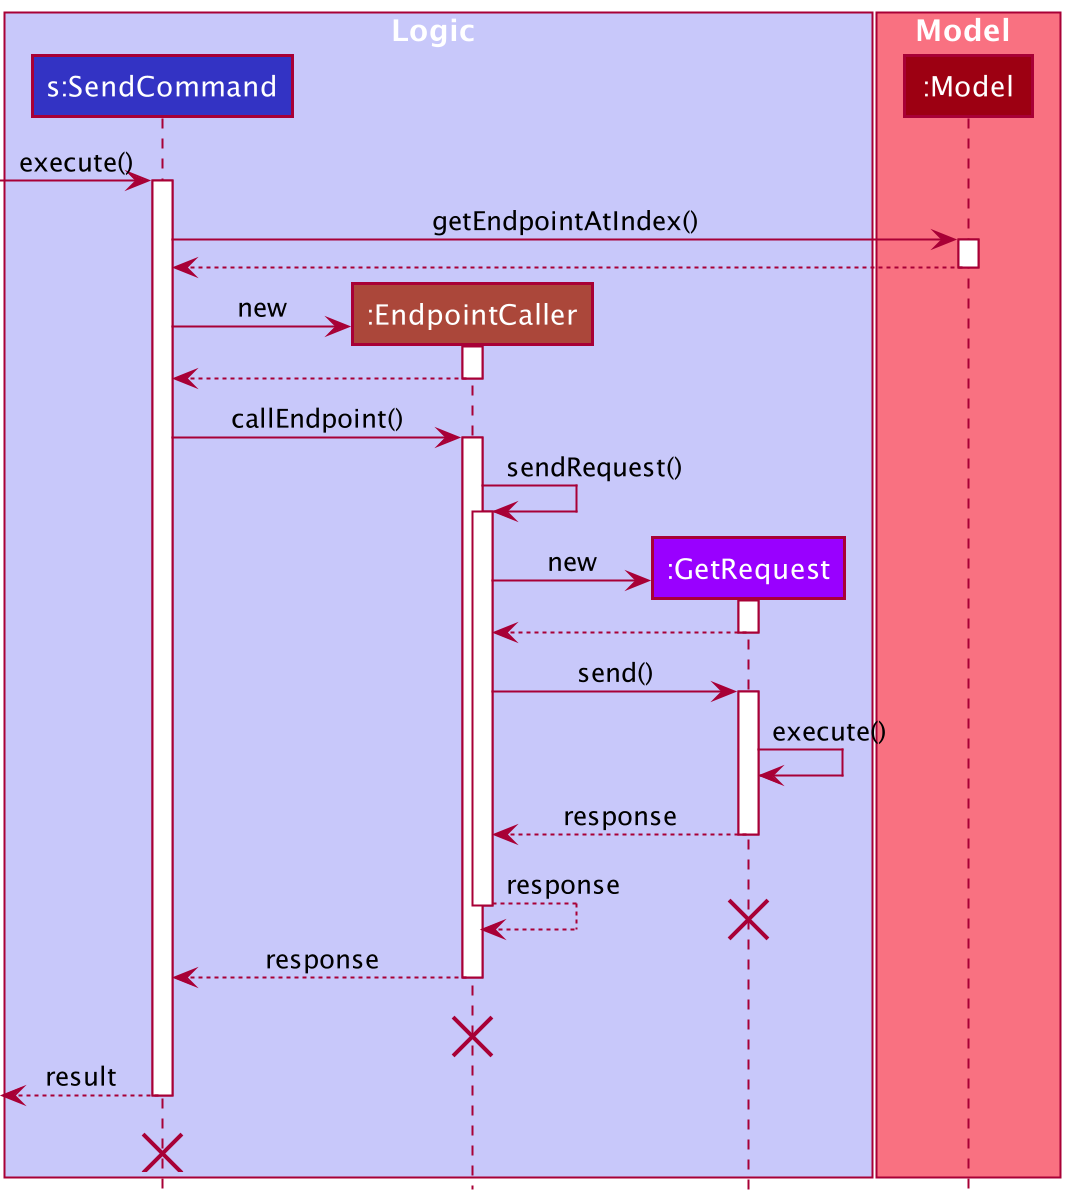 Logic
Model
s:SendCommand
:Model
execute()
getEndpointAtIndex()
new
:EndpointCaller
callEndpoint()
sendRequest()
new
:GetRequest
send()
execute()
response
response
response
result